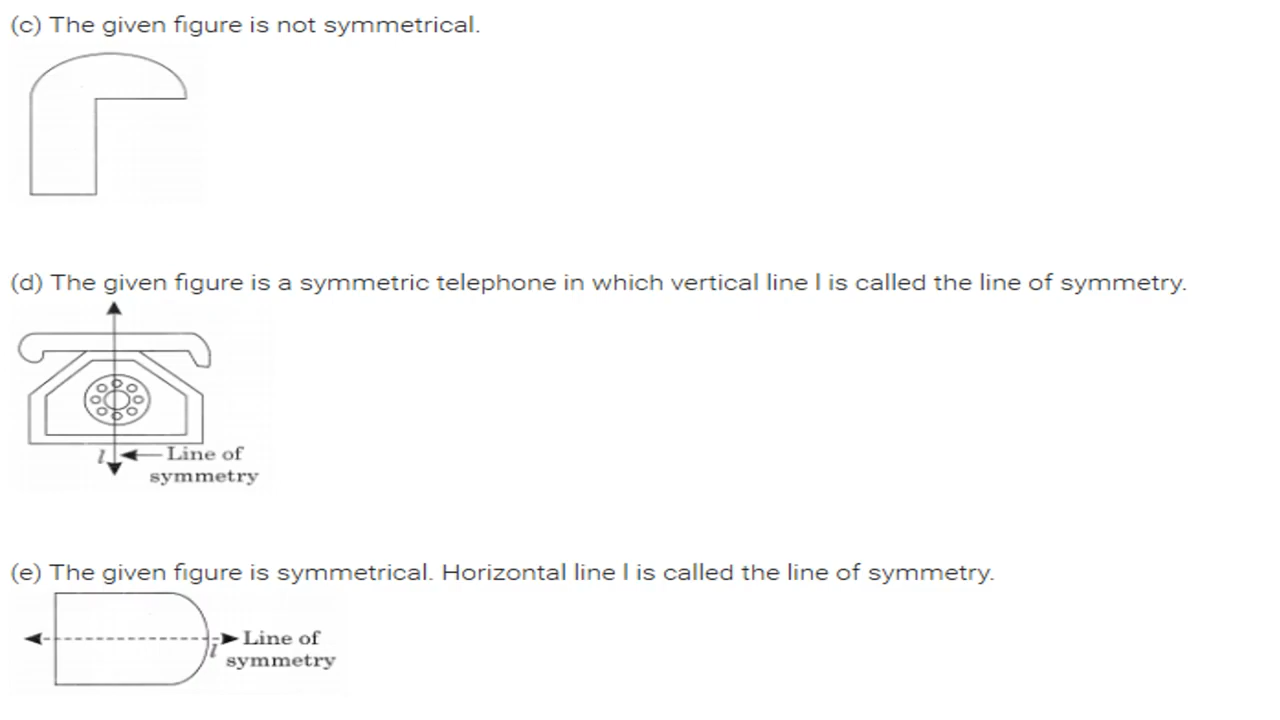 (c) The given figure is not symmetrical.
(d) The given figure is a symmetric telephone in which vertical line l is called the line of symmetry.
l
Line of
symmetry
(e) The given figure is symmetrical. Horizontal line l is called the line of symmetry.
Line of
l
symmetry